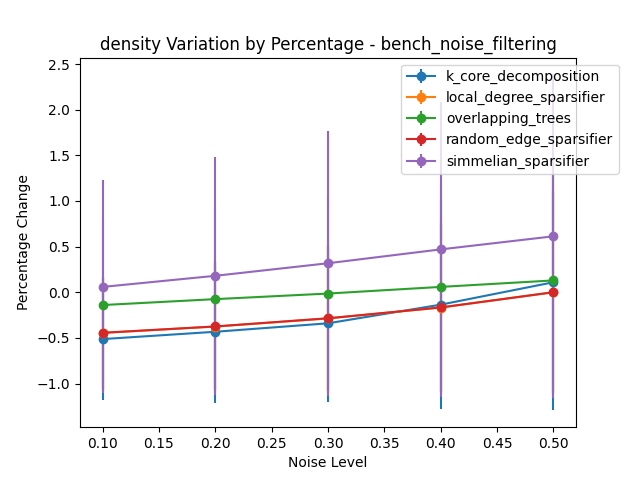 density Variation by Percentage - bench_noise_filtering
2.5
2.0
1.5
1.0
0.5
0.0
−0.5
−1.0
Percentage Change
k_core_decomposition
local_degree_sparsifier
overlapping_trees
random_edge_sparsifier
simmelian_sparsifier
0.10 0.15 0.20 0.25 0.30 0.35 0.40 0.45 0.50
Noise Level